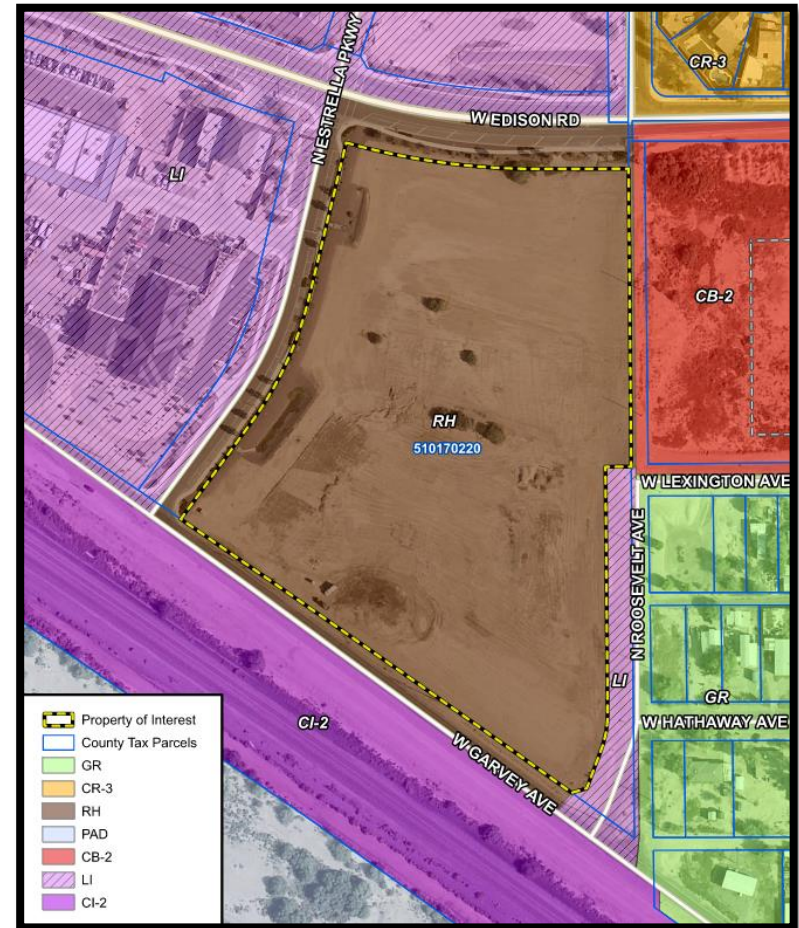 CR-3
N ESTRELLA PKWY
W EDISON RD
LI
CB-2
RH
510170220
W LEXINGTON AVE
N ROOSEVELT AVE
LI
GR
W HATHAWAY AVE
CI-2
W GARVEY AVE
Property of Interest
County Tax Parcels
GR
CR-3
RH
PAD
CB-2
LI
CI-2